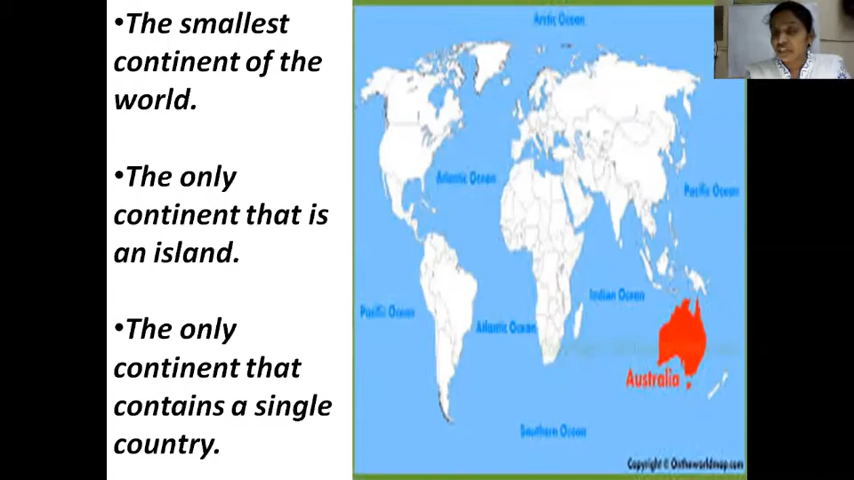 •The smallest
continent of the
world.
•The only
continent that is
an island.
•The only
continent that
contains a single
country.
Arctic Ocean
Atlantic Ocean
Pacific Ocean
Indian Ocean
Pacific Ocean
Atlantic Ocean
Australia
Southern Ocean
Copyright © Ontheworldmap.com